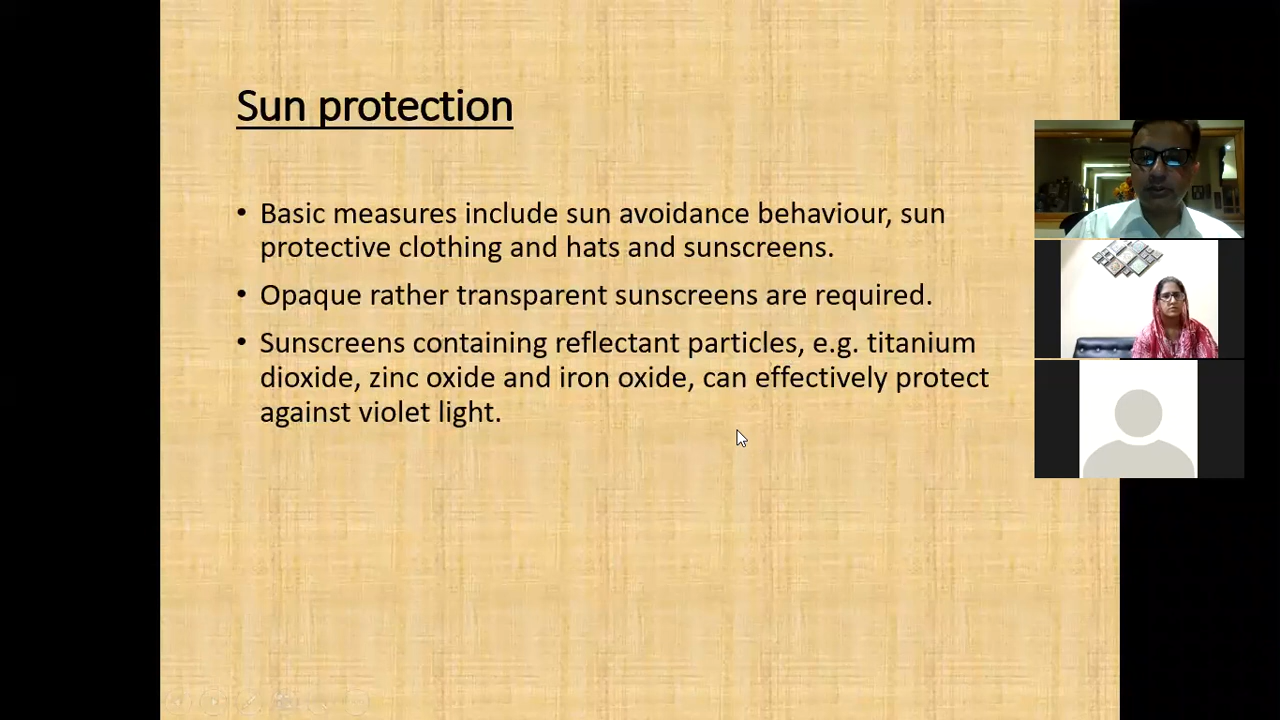 Sun protection
• Basic measures include sun avoidance behaviour, sun
protective clothing and hats and sunscreens.
• Opaque rather transparent sunscreens are required.
• Sunscreens containing reflectant particles, e.g. titanium
dioxide, zinc oxide and iron oxide, can effectively protect
against violet light.